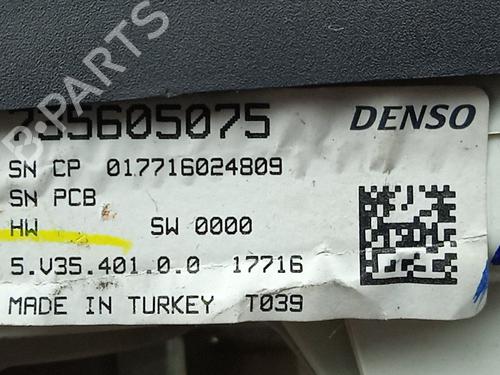 735605075 DENSO
SN CP 017716024809
SN PCB
HW SW 0000
5.V35.401.0.0 17716
MADE IN TURKEY T039
B-PARTS